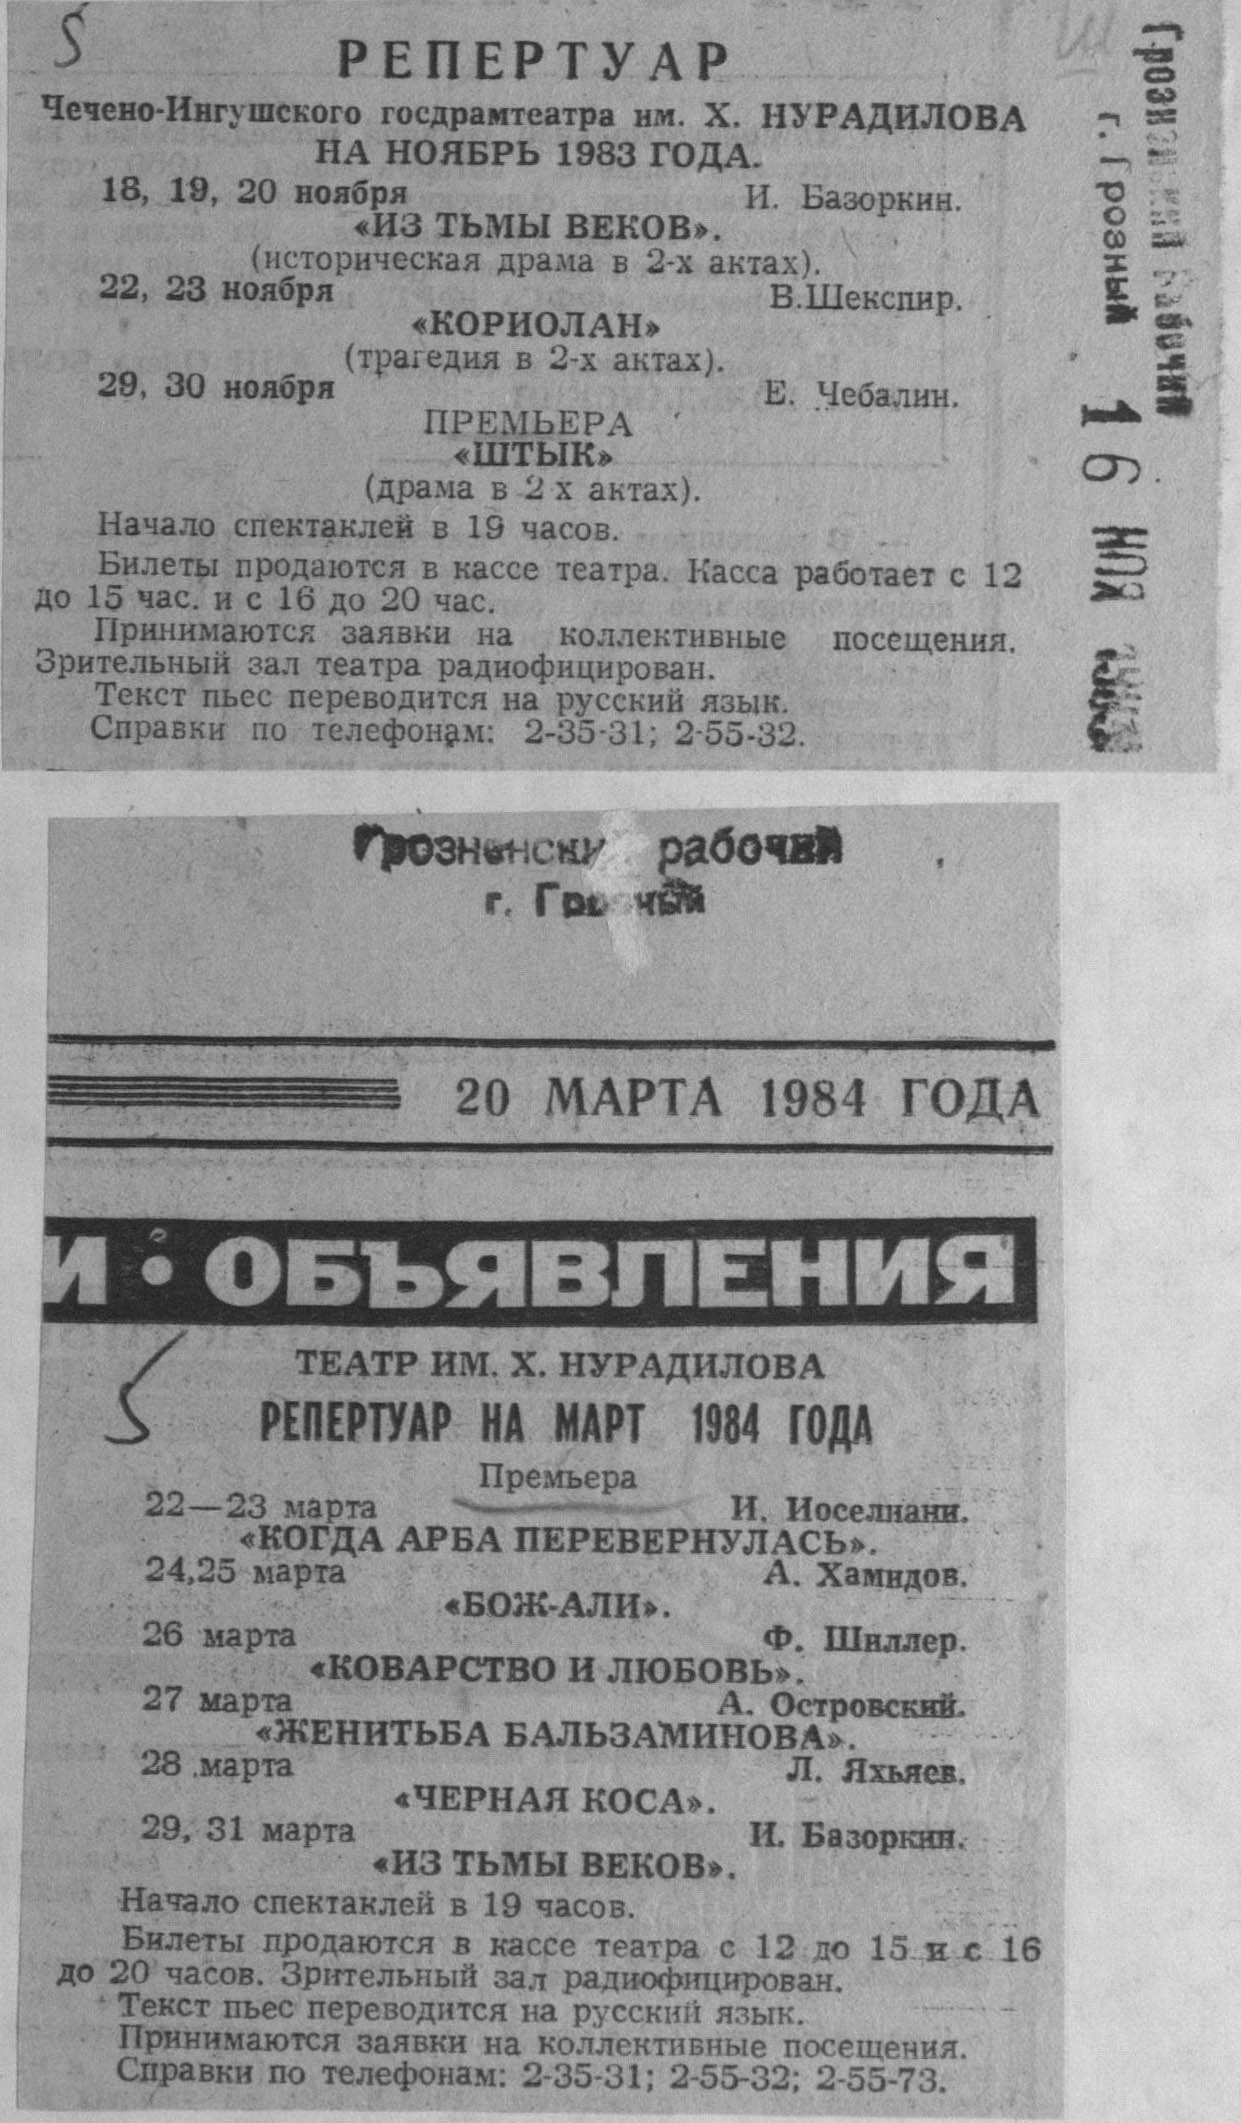 S
РЕПЕРТУАР
Чечено-Ингушского госдрамтеатра им. Х. НУРАДИЛОВА
НА НОЯБРЬ 1983 ГОДА.
18, 19, 20 ноября И. Базоркин.
«ИЗ ТЬМЫ ВЕКОВ».
(историческая драма в 2-х актах).
22, 23 ноября В.Шекспир.
«КОРИОЛАН»
(трагедия в 2-х актах).
29, 30 ноября Е. Чебалин.
ПРЕМЬЕРА
«ШТЫК»
(драма в 2 х актах).
Начало спектаклей в 19 часов.
Билеты продаются в кассе театра. Касса работает с 12
до 15 час. и с 16 до 20 час.
Принимаются заявки на коллективные посещения.
Зрительный зал театра радиофицирован.
Текст пьес переводится на русский язык.
Справки по телефонам: 2-35-31; 2-55-32.
Грозненский рабочий
г. Грозный
16 НОЯ
Грозненский рабочий
г. Грозный
20 МАРТА 1984 ГОДА
И • ОБЪЯВЛЕНИЯ
S
ТЕАТР ИМ. Х. НУРАДИЛОВА
РЕПЕРТУАР НА МАРТ 1984 ГОДА
Премьера
22—23 марта И. Иоселиани.
«КОГДА АРБА ПЕРЕВЕРНУЛАСЬ».
24,25 марта А. Хамидов.
«БОЖ-АЛИ».
26 марта Ф. Шиллер.
«КОВАРСТВО И ЛЮБОВЬ».
27 марта А. Островский.
«ЖЕНИТЬБА БАЛЬЗАМИНОВА».
28 марта Л. Яхьяев.
«ЧЕРНАЯ КОСА».
29, 31 марта И. Базоркин.
«ИЗ ТЬМЫ ВЕКОВ».
Начало спектаклей в 19 часов.
Билеты продаются в кассе театра с 12 до 15 и с 16
до 20 часов. Зрительный зал радиофицирован.
Текст пьес переводится на русский язык.
Принимаются заявки на коллективные посещения.
Справки по телефонам: 2-35-31; 2-55-32; 2-55-73.